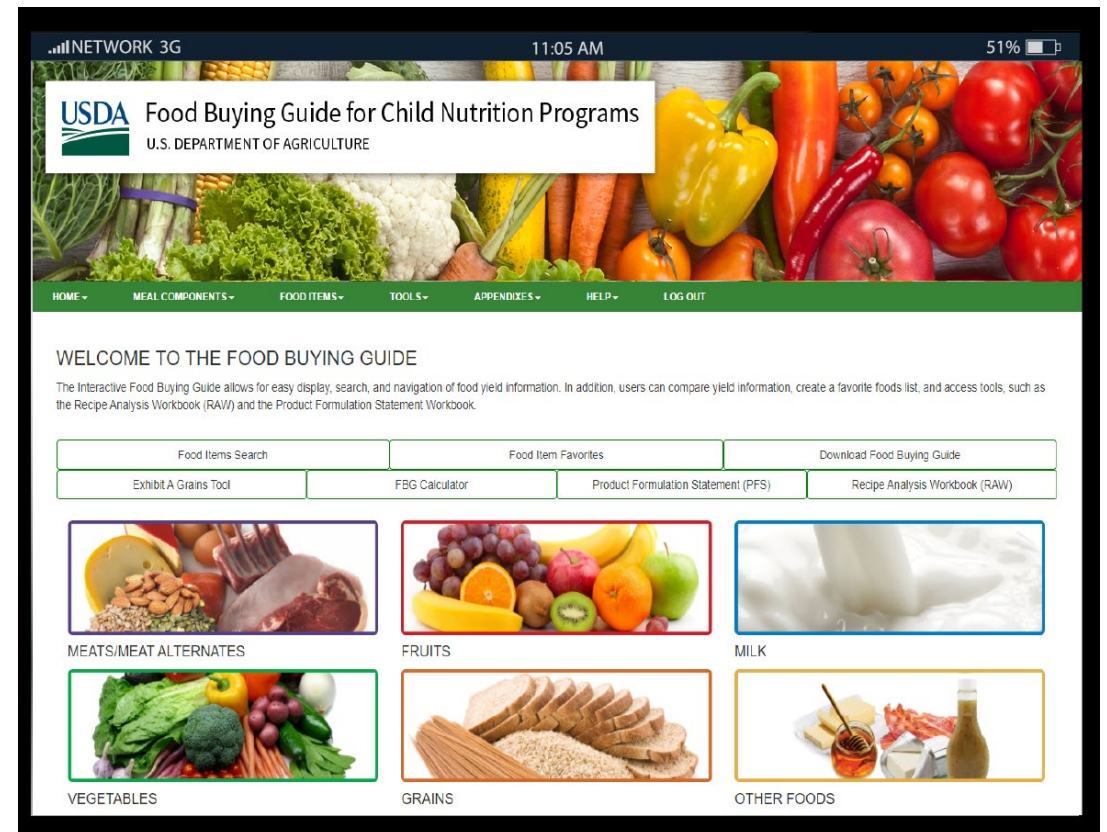 NETWORK 3G
11:05 AM
51%
USDA
Food Buying Guide for Child Nutrition Programs
U.S. DEPARTMENT OF AGRICULTURE
HOME MEAL COMPONENTS FOOD ITEMS TOOLS APPENDIXES HELP LOG OUT
WELCOME TO THE FOOD BUYING GUIDE
The Interactive Food Buying Guide allows for easy display, search, and navigation of food yield information. In addition, users can compare yield information, create a favorite foods list, and access tools, such as
the Recipe Analysis Workbook (RAW) and the Product Formulation Statement Workbook.
Food Items Search Food Item Favorites Download Food Buying Guide
Exhibit A Grains Tool FBG Calculator Product Formulation Statement (PFS) Recipe Analysis Workbook (RAW)
MEATS/MEAT ALTERNATES FRUITS MILK
VEGETABLES GRAINS OTHER FOODS